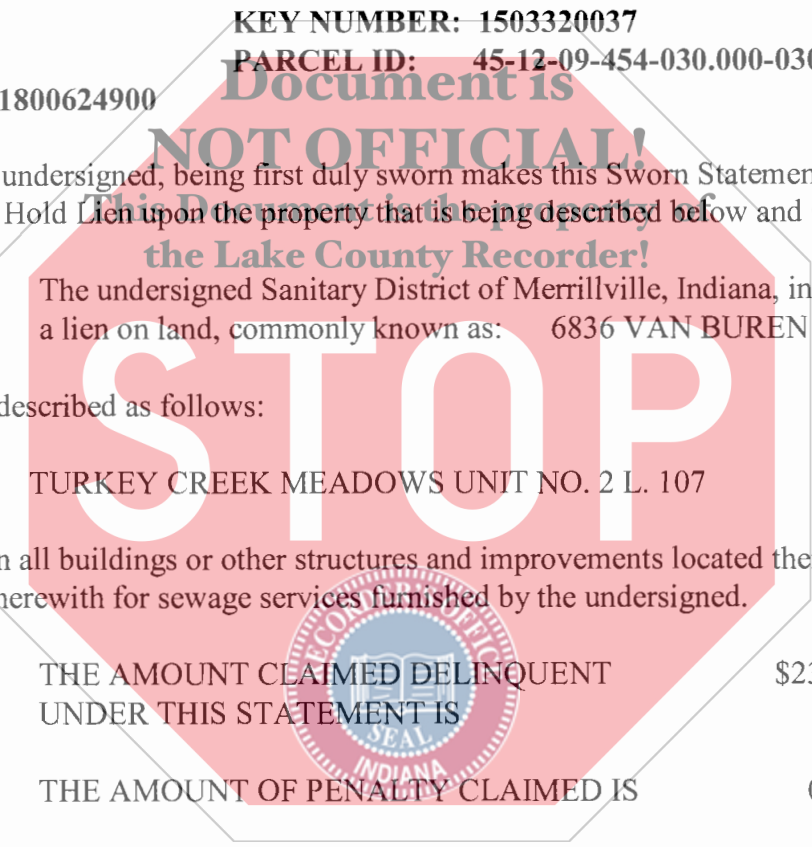 KEY NUMBER: 1503320037
PARCEL ID: 45-12-09-454-030.000-030
1800624900
Document is
NOT OFFICIAL!
undersigned, being first duly sworn makes this Sworn Statemen
This Document is the property of
Hold Lien upon the property that is being described below and
the Lake County Recorder!
The undersigned Sanitary District of Merrillville, Indiana, in
a lien on land, commonly known as: 6836 VAN BUREN
STOP
described as follows:
TURKEY CREEK MEADOWS UNIT NO. 2 L. 107
n all buildings or other structures and improvements located the
herewith for sewage services furnished by the undersigned.
RECORDER'S OFFICE
THE AMOUNT CLAIMED DELINQUENT $23
UNDER THIS STATEMENT IS
SEAL
INDIANA
THE AMOUNT OF PENALTY CLAIMED IS